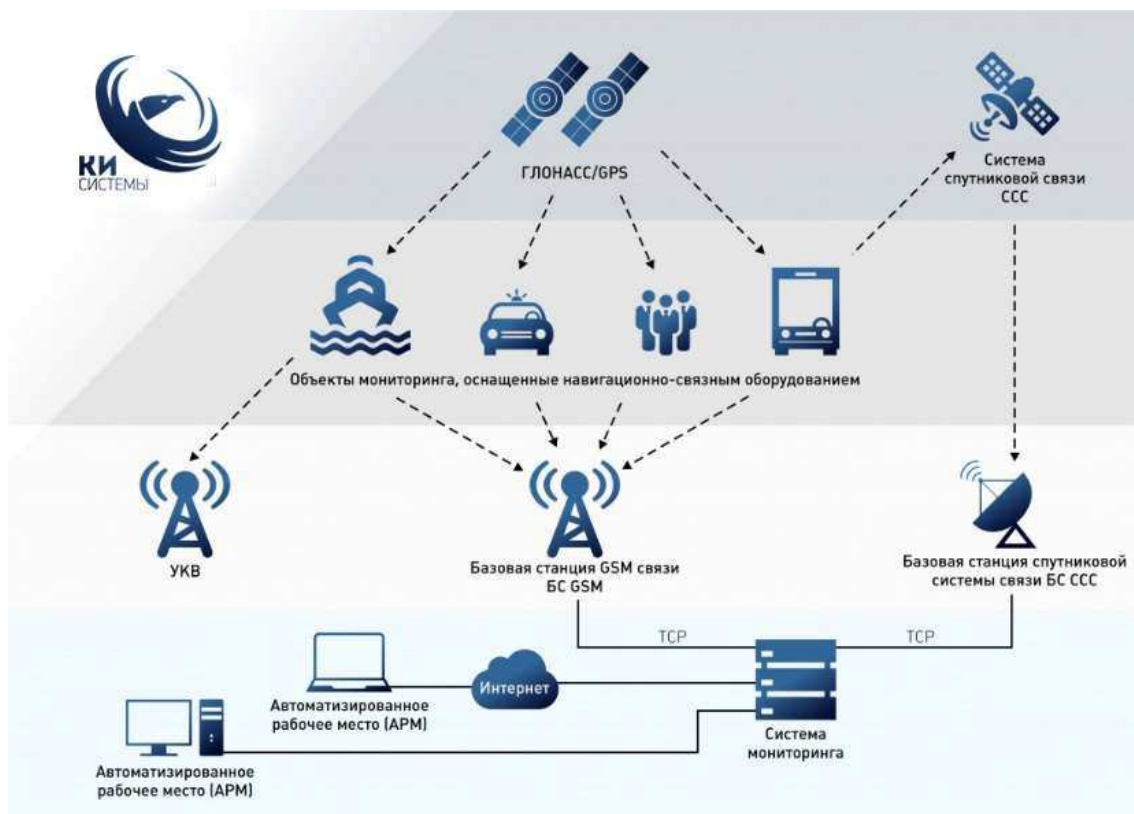 КИ
СИСТЕМЫ
ГЛОНАСС/GPS
Система
спутниковой связи
ССС
Объекты мониторинга, оснащенные навигационно-связным оборудованием
УКВ
Базовая станция GSM связи
БС GSM
Базовая станция спутниковой
системы связи БС ССС
TCP
TCP
Интернет
Автоматизированное
рабочее место (АРМ)
Система
мониторинга
Автоматизированное
рабочее место (АРМ)